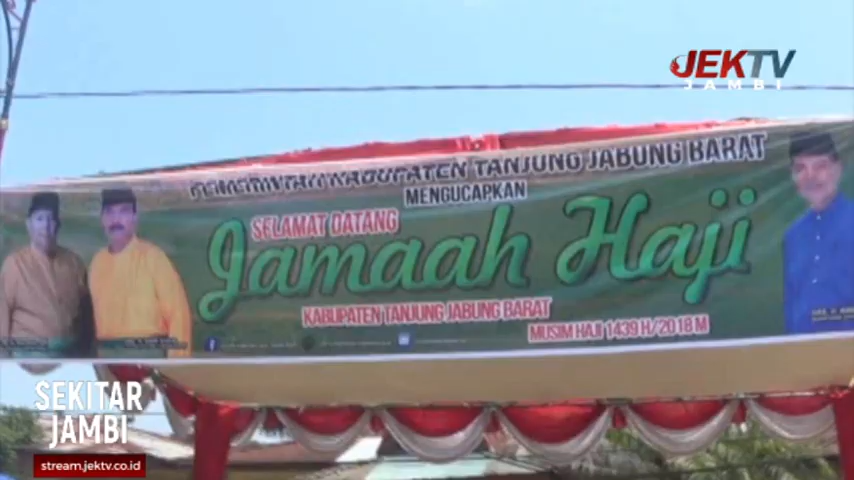 JEKTV
JAMBI
PEMERINTAH KABUPATEN TANJUNG JABUNG BARAT
MENGUCAPKAN
SELAMAT DATANG
Jamaah Haji
KABUPATEN TANJUNG JABUNG BARAT
MUSIM HAJI 1439 H/2018 M
SEKITAR
JAMBI
stream.jektv.co.id